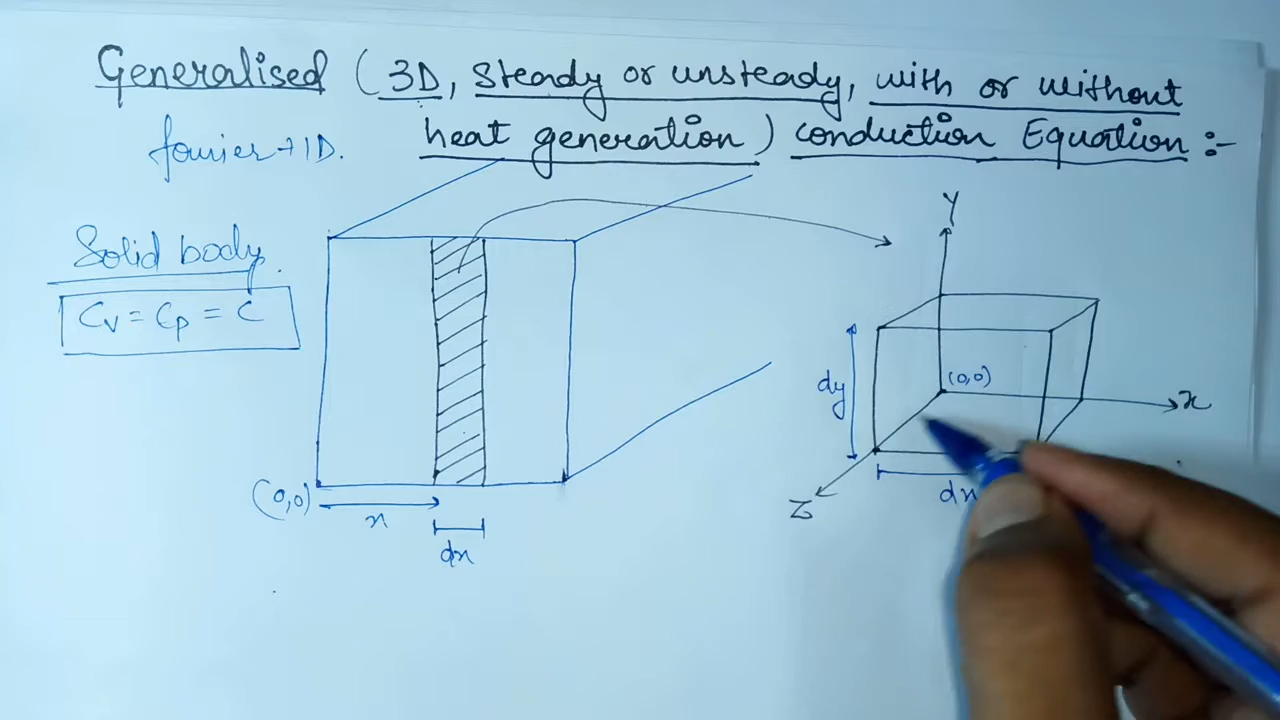 Generalised (3D, Steady or unsteady, with or without
heat generation) conduction Equation :-
fourier → 1D.
Solid body.
Cv = Cp = C
(0,0)
x
dx
Y
dy
(0,0)
x
dx
Z